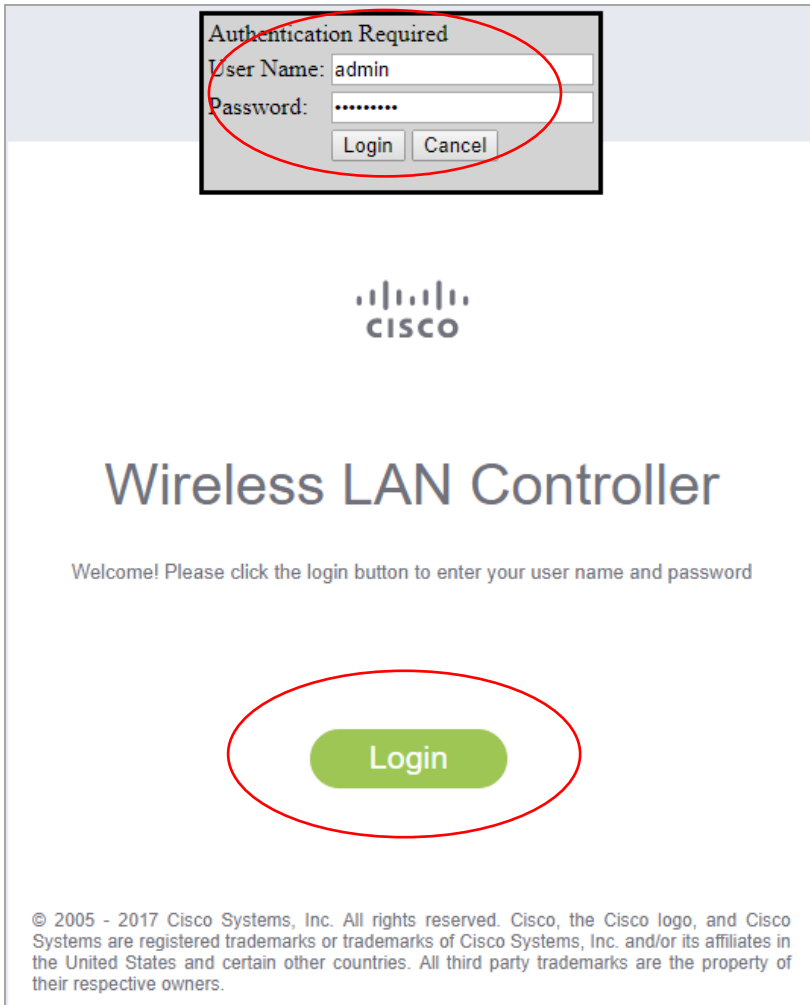 Authentication Required
User Name: admin
Password: •••••••••
Login Cancel
CISCO
Wireless LAN Controller
Welcome! Please click the login button to enter your user name and password
Login
© 2005 - 2017 Cisco Systems, Inc. All rights reserved. Cisco, the Cisco logo, and Cisco
Systems are registered trademarks or trademarks of Cisco Systems, Inc. and/or its affiliates in
the United States and certain other countries. All third party trademarks are the property of
their respective owners.